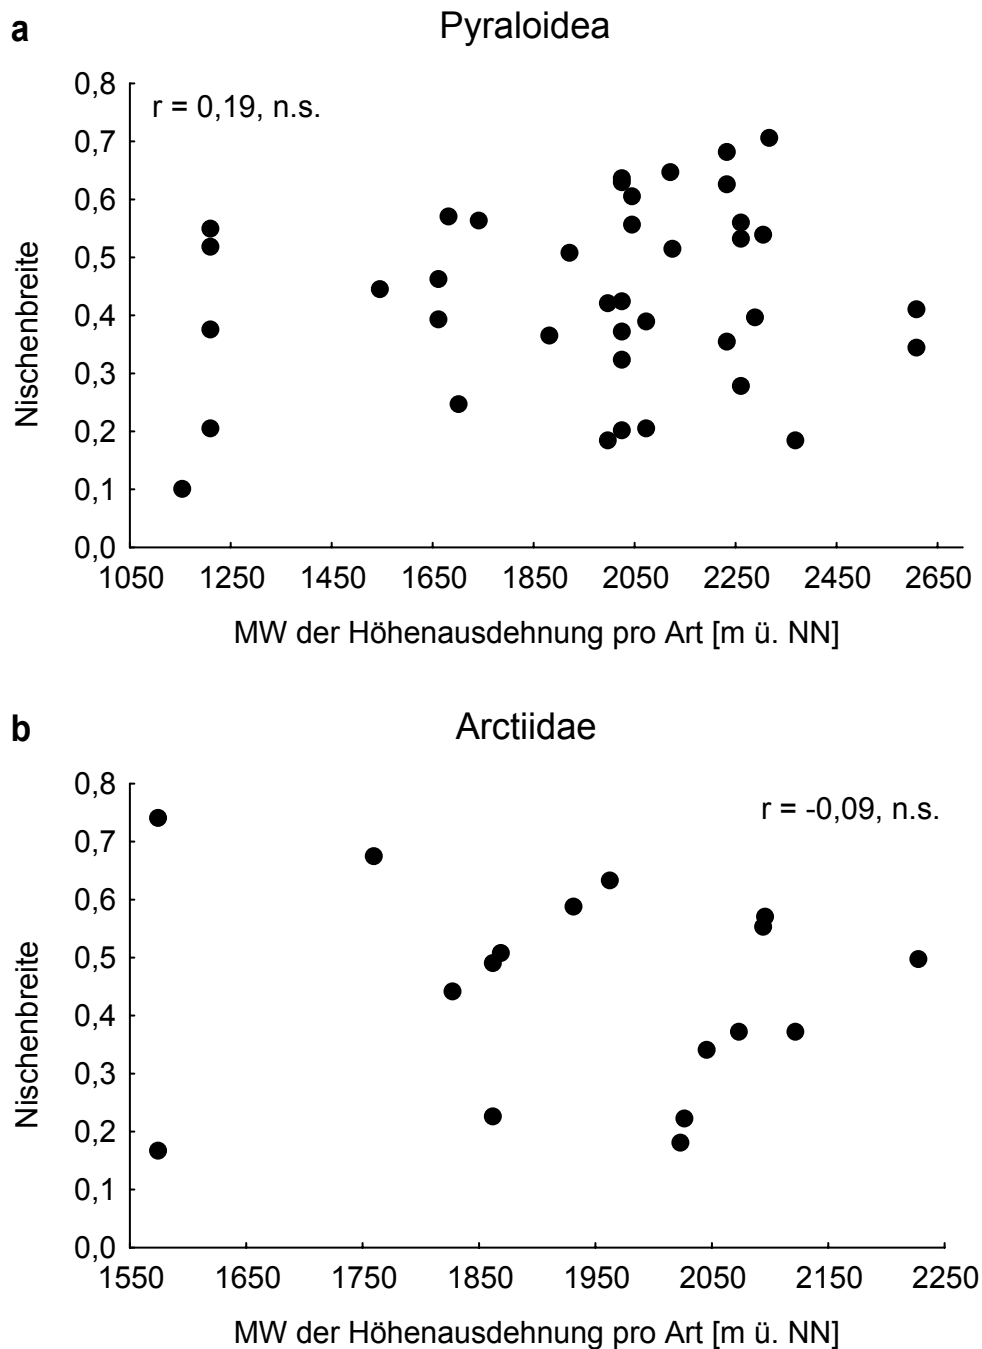 a
Pyraloidea
r = 0,19, n.s.
0,8
0,7
0,6
0,5
0,4
0,3
0,2
0,1
0,0
Nischenbreite
1050 1250 1450 1650 1850 2050 2250 2450 2650
MW der Höhenausdehnung pro Art [m ü. NN]
b
Arctiidae
r = -0,09, n.s.
0,8
0,7
0,6
0,5
0,4
0,3
0,2
0,1
0,0
Nischenbreite
1550 1650 1750 1850 1950 2050 2150 2250
MW der Höhenausdehnung pro Art [m ü. NN]